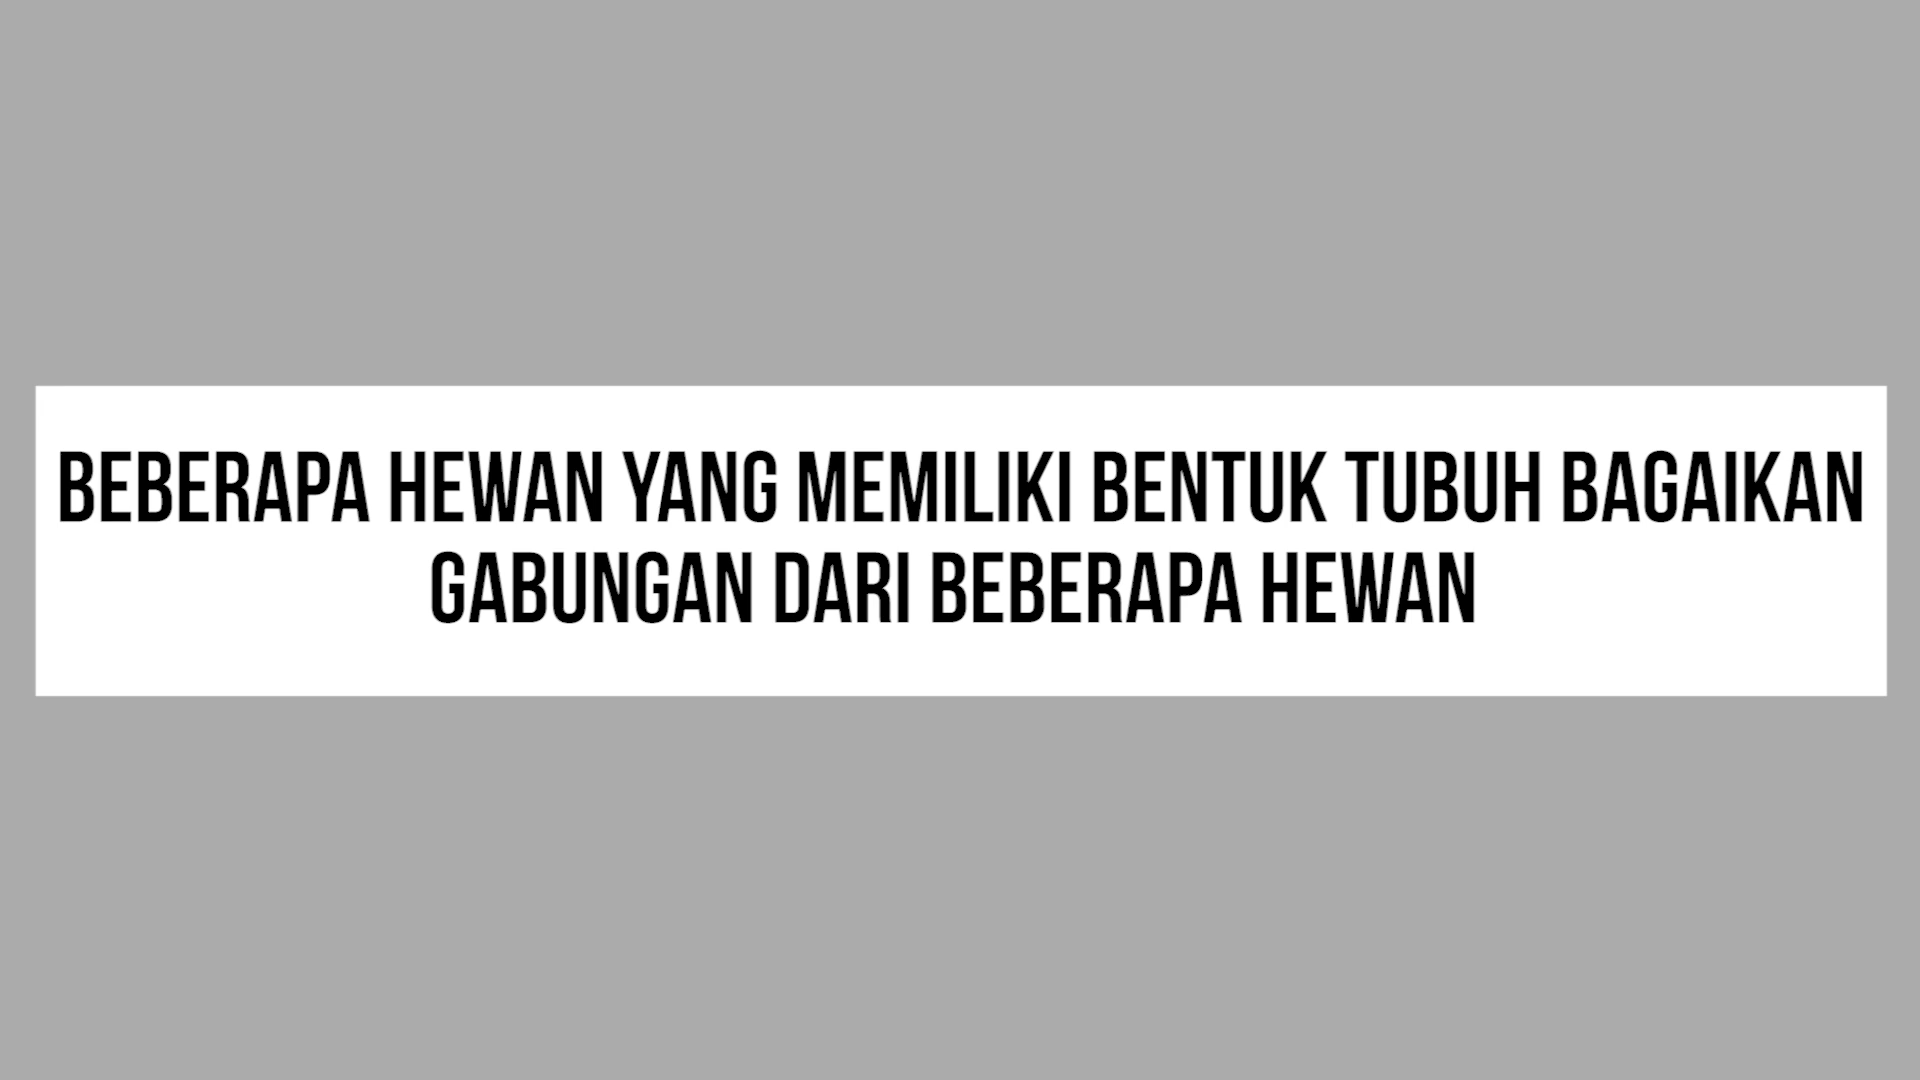 BEBERAPA HEWAN YANG MEMILIKI BENTUK TUBUH BAGAIKAN
GABUNGAN DARI BEBERAPA HEWAN